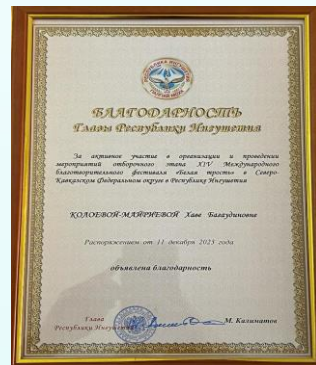 БЛАГОДАРНОСТЬ
Главы Республики Ингушетия
За активное участие в организации и проведении
мероприятий отборочного этапа XIV Международного
благотворительного фестиваля «Белая трость» в Северо-
Кавказском Федеральном округе в Республике Ингушетия
КОЛОЕВОЙ-МАЙРИЕВОЙ Хаве Багаудиновне
Распоряжением от 11 декабря 2023 года
объявлена благодарность
Глава
Республики Ингушетия
М. Калиматов